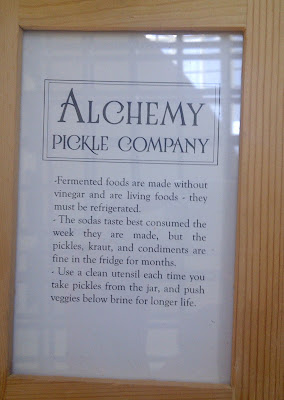 ALCHEMY
PICKLE COMPANY
-Fermented foods are made without
vinegar and are living foods - they
must be refrigerated.
- The sodas taste best consumed the
week they are made, but the
pickles, kraut, and condiments are
fine in the fridge for months.
- Use a clean utensil each time you
take pickles from the jar, and push
veggies below brine for longer life.